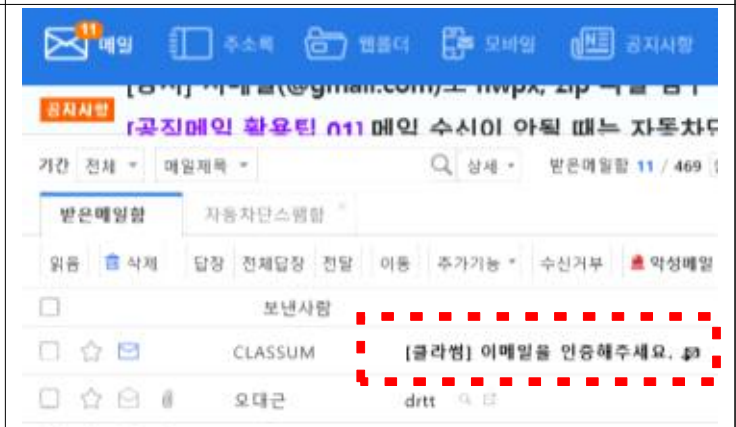 11
메일 주소록 웹폴더 모바일 공지사항
공지사항
[공직메일 활용팁 01] 메일 수신이 안될 때는 자동차단
기간 전체 메일제목 상세 받은메일함 11 / 469
받은메일함 자동차단스팸함
읽음 삭제 답장 전체답장 전달 이동 추가기능 수신거부 악성메일
보낸사람
CLASSUM [클라썸] 이메일을 인증해주세요.
오대근 drtt